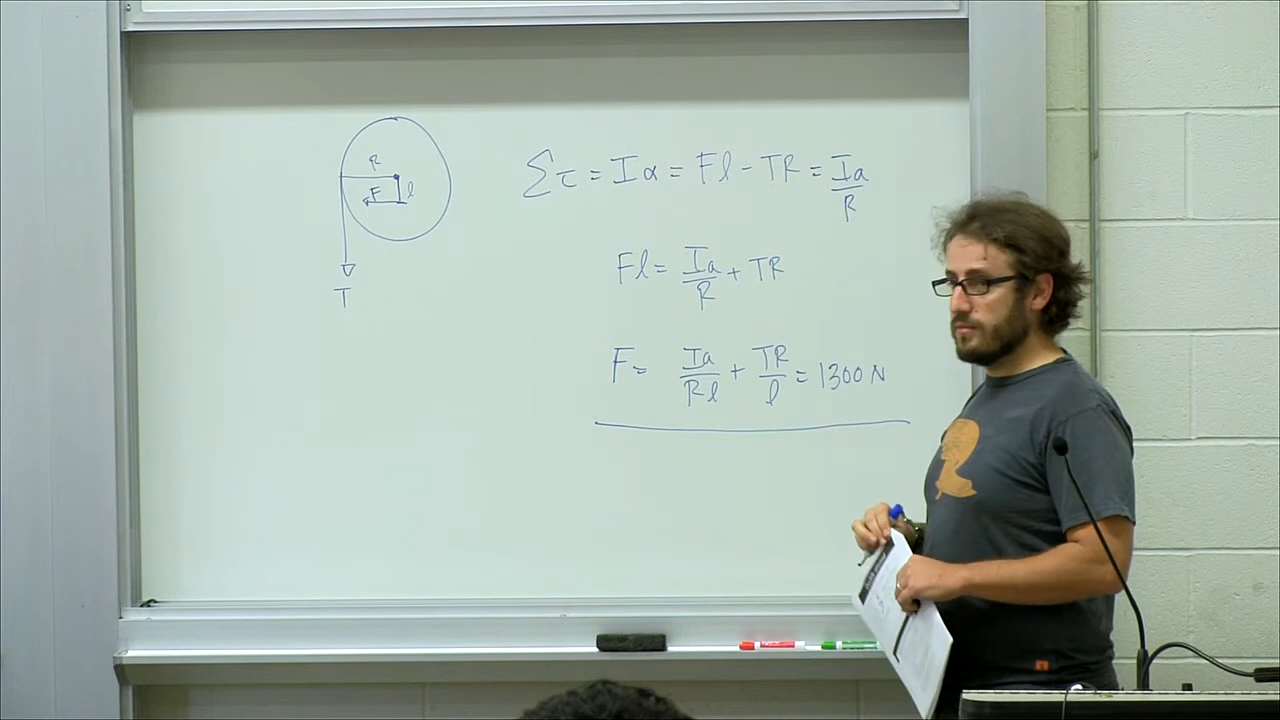 R
F l
T
Στ = Iα = Fl - TR = Ia/R
Fl = Ia/R + TR
F = Ia/Rl + TR/l = 1300 N